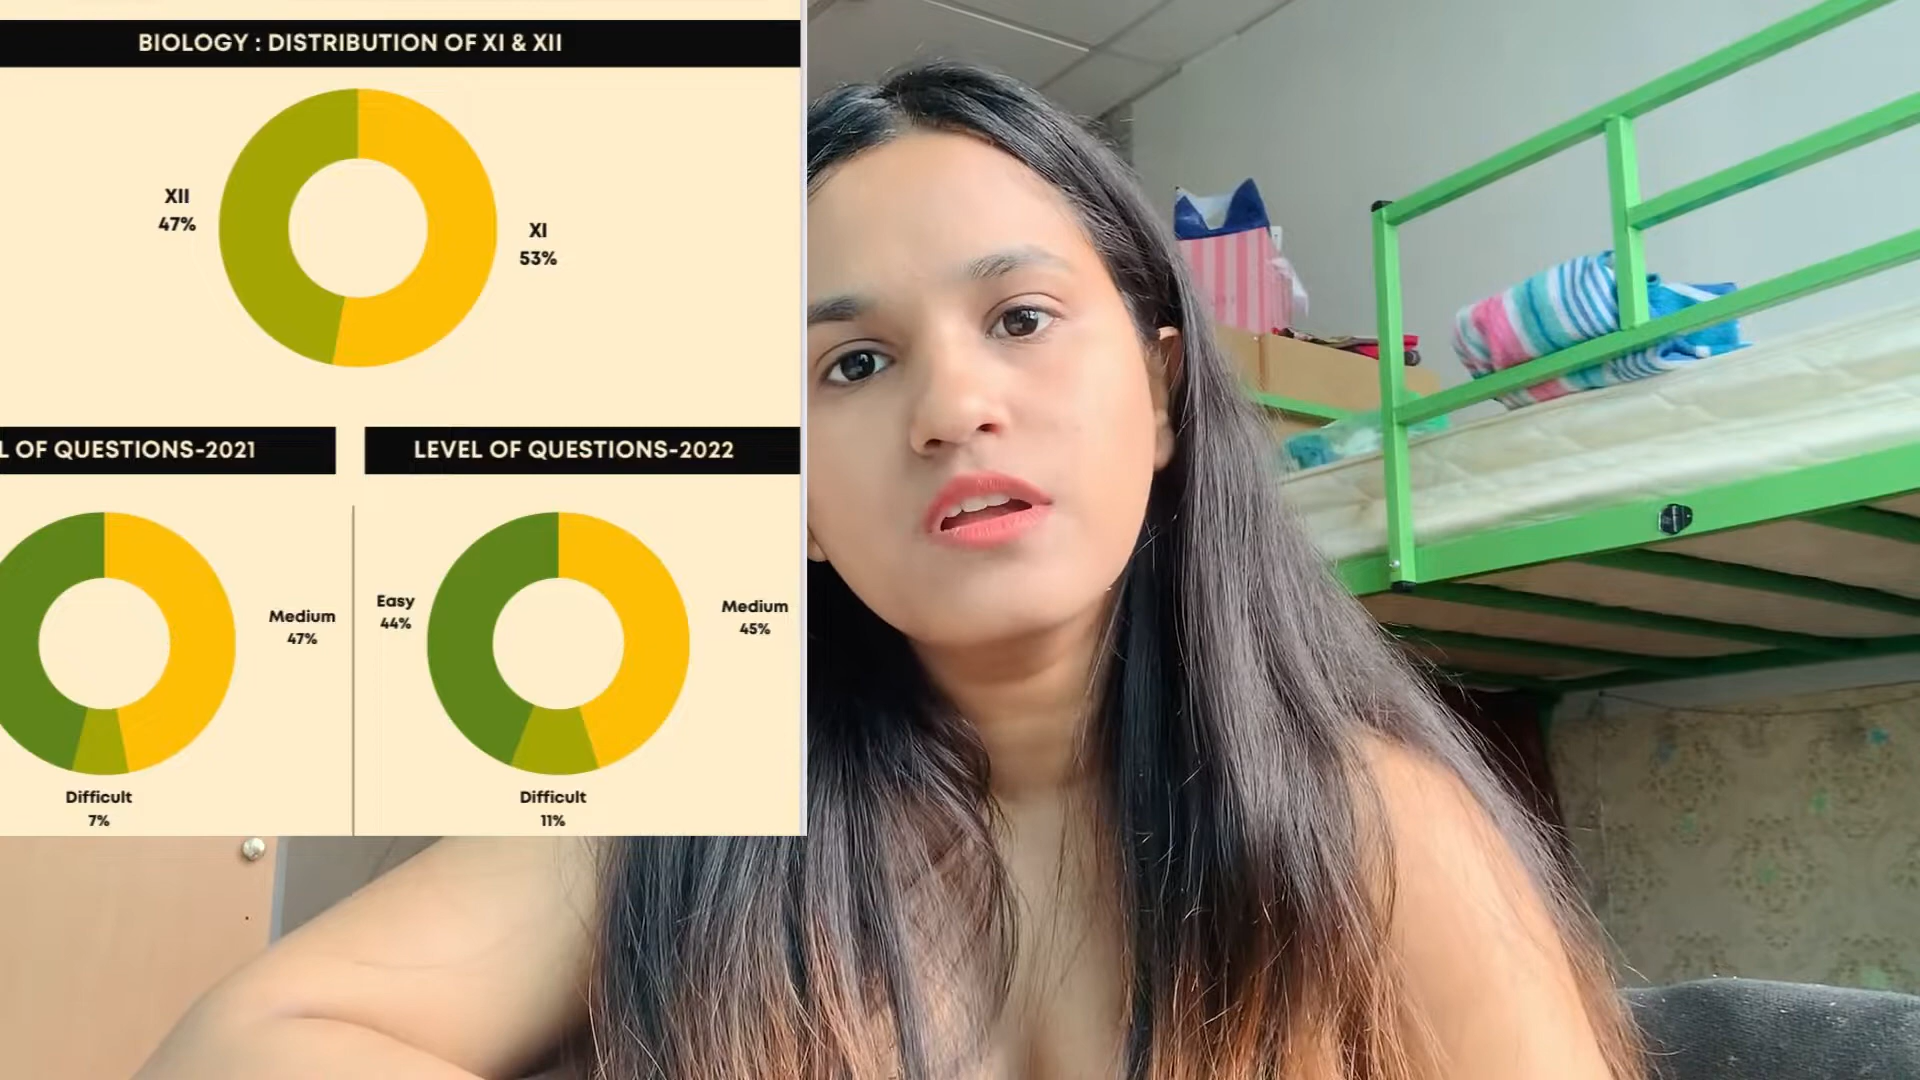 BIOLOGY : DISTRIBUTION OF XI & XII
XII
47%
XI
53%
L OF QUESTIONS-2021
LEVEL OF QUESTIONS-2022
Medium
47%
Difficult
7%
Easy
44%
Medium
45%
Difficult
11%